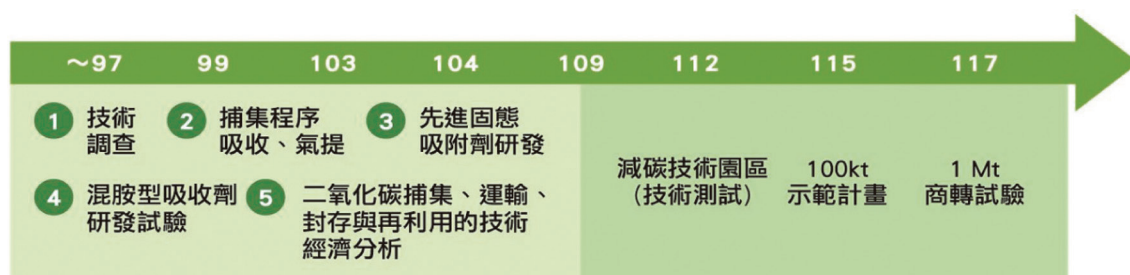 ～97 99 103 104 109 112 115 117
1 技術
調查
2 捕集程序
吸收、氣提
3 先進固態
吸附劑研發
4 混胺型吸收劑
研發試驗
5 二氧化碳捕集、運輸、
封存與再利用的技術
經濟分析
減碳技術園區
(技術測試)
100kt
示範計畫
1 Mt
商轉試驗